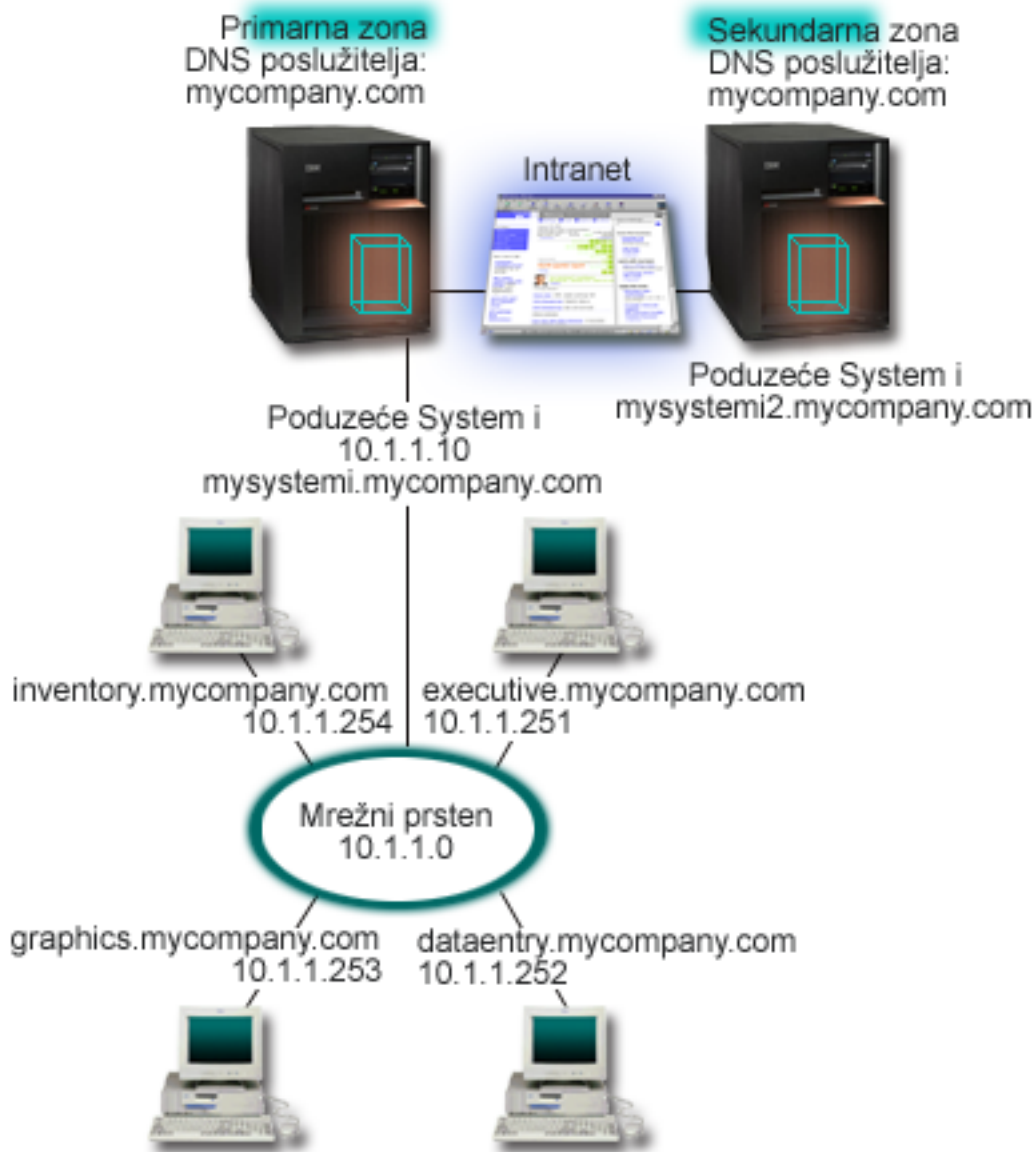 Primarna zona
DNS poslužitelja:
mycompany.com
Sekundarna zona
DNS poslužitelja:
mycompany.com
Intranet
Poduzeće System i
10.1.1.10
mysystemi.mycompany.com
Poduzeće System i
mysystemi2.mycompany.com
inventory.mycompany.com
10.1.1.254
executive.mycompany.com
10.1.1.251
Mrežni prsten
10.1.1.0
graphics.mycompany.com
10.1.1.253
dataentry.mycompany.com
10.1.1.252